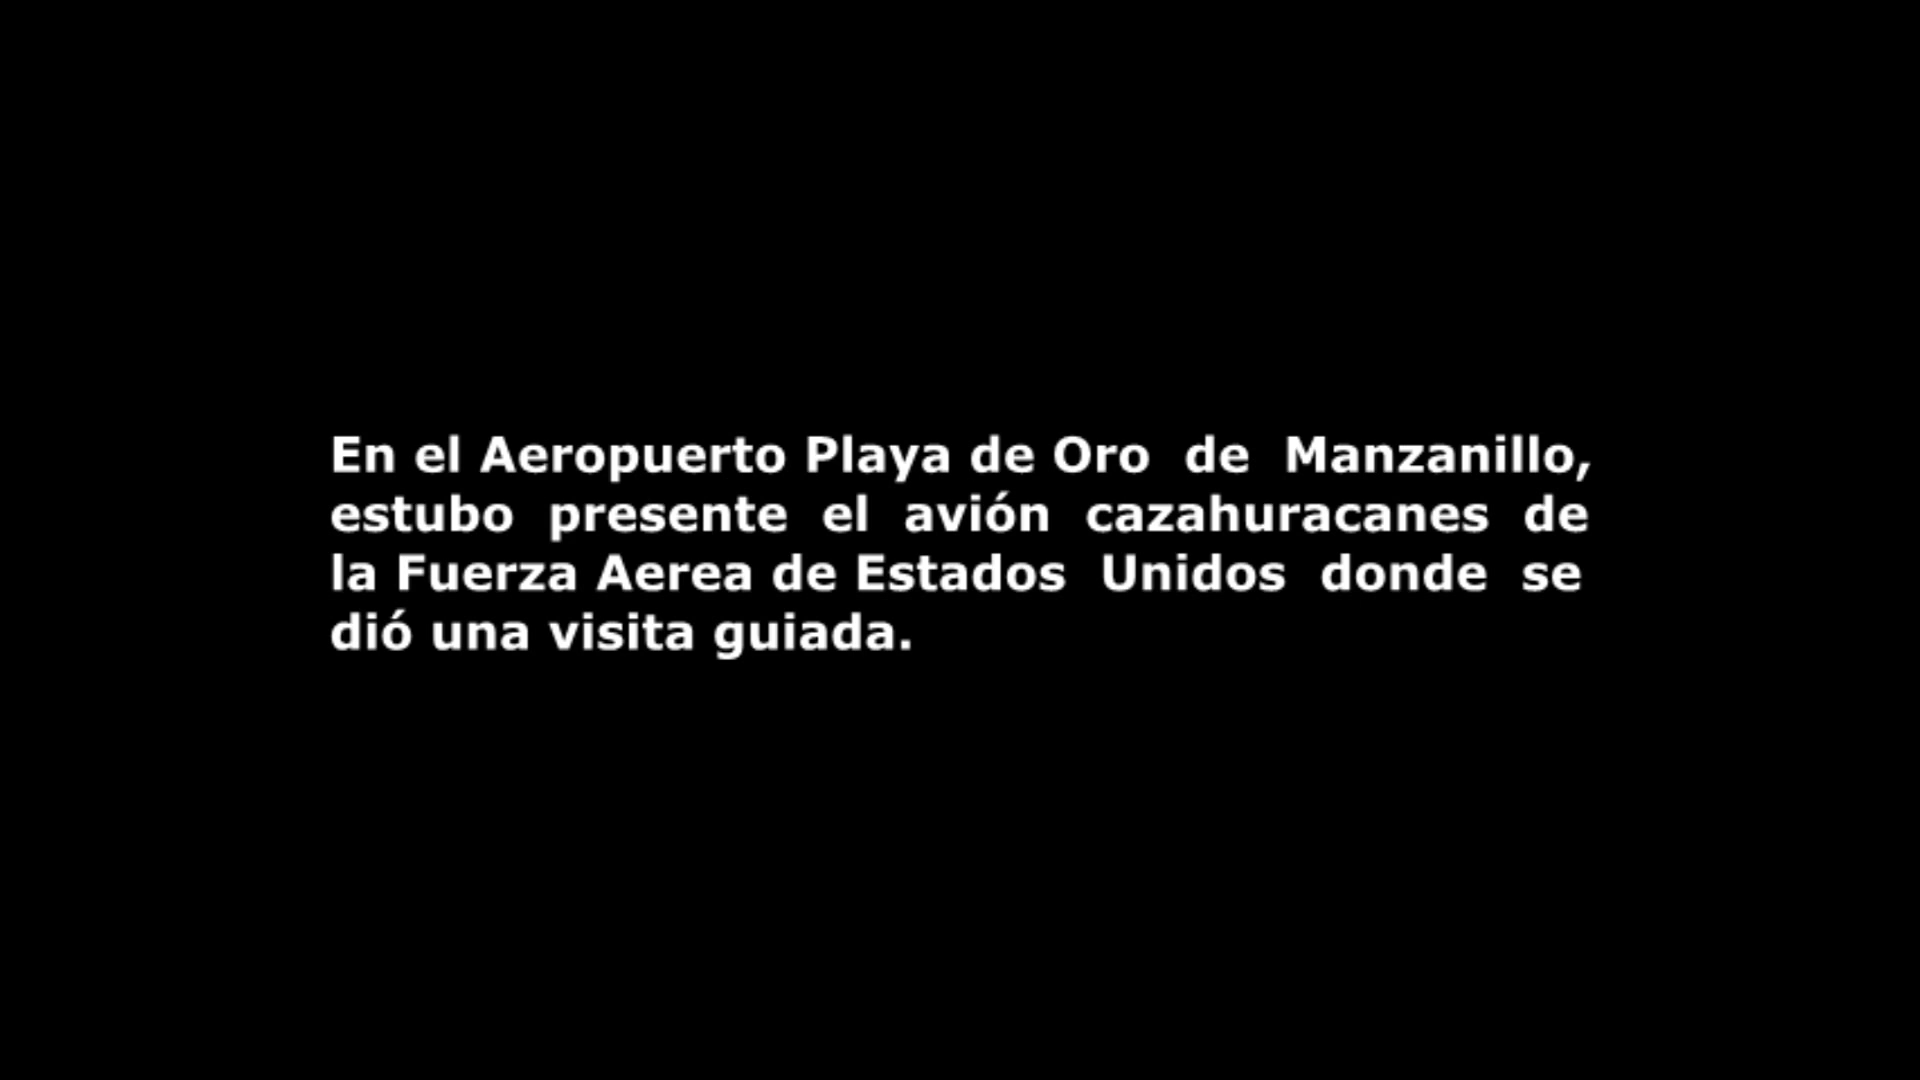 En el Aeropuerto Playa de Oro de Manzanillo,
estubo presente el avión cazahuracanes de
la Fuerza Aerea de Estados Unidos donde se
dió una visita guiada.